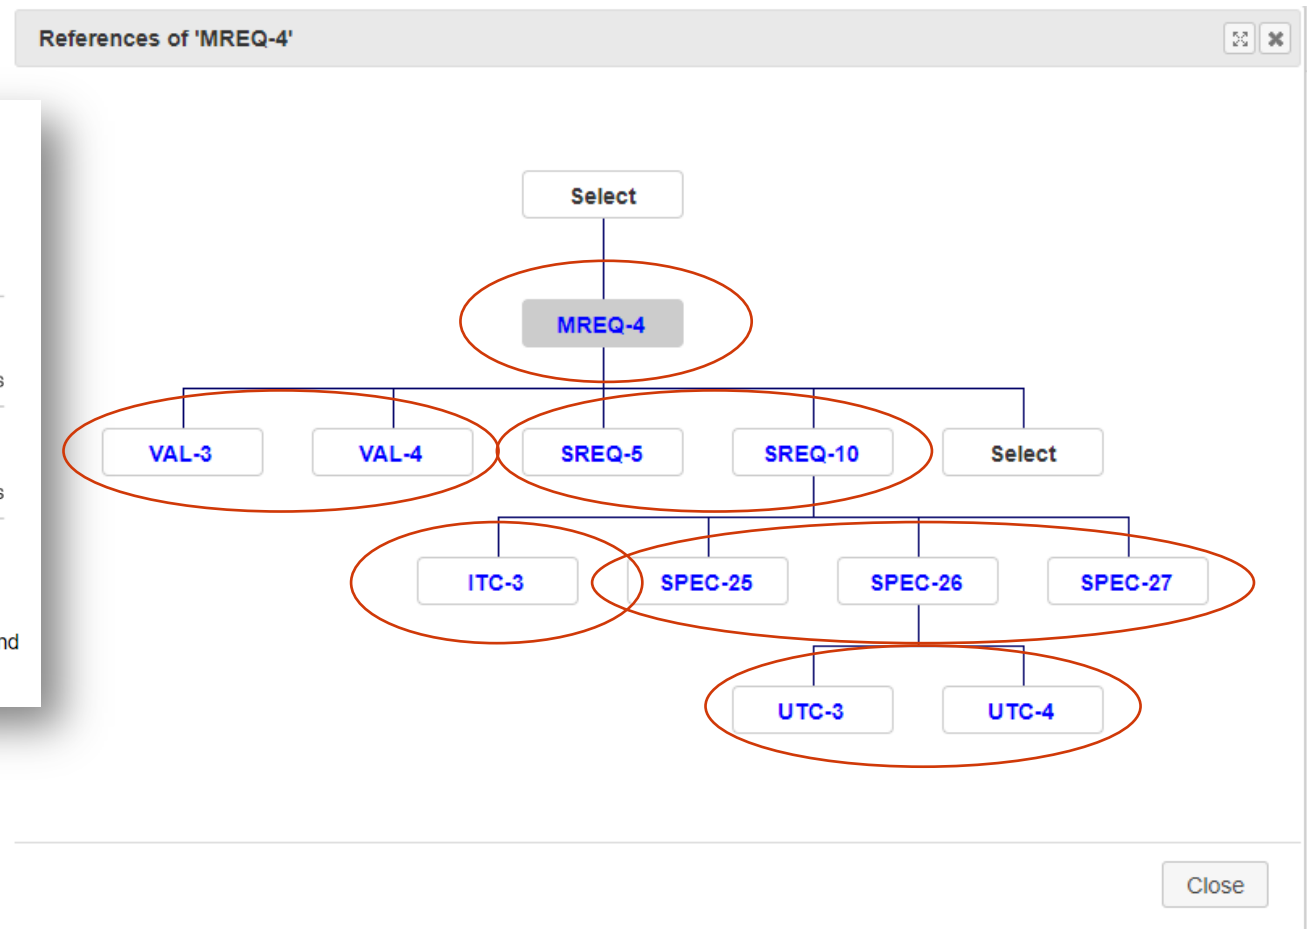 References of 'MREQ-4'
Select
MREQ-4
s
VAL-3 VAL-4 SREQ-5 SREQ-10 Select
s
ITC-3 SPEC-25 SPEC-26 SPEC-27
nd
UTC-3 UTC-4
Close